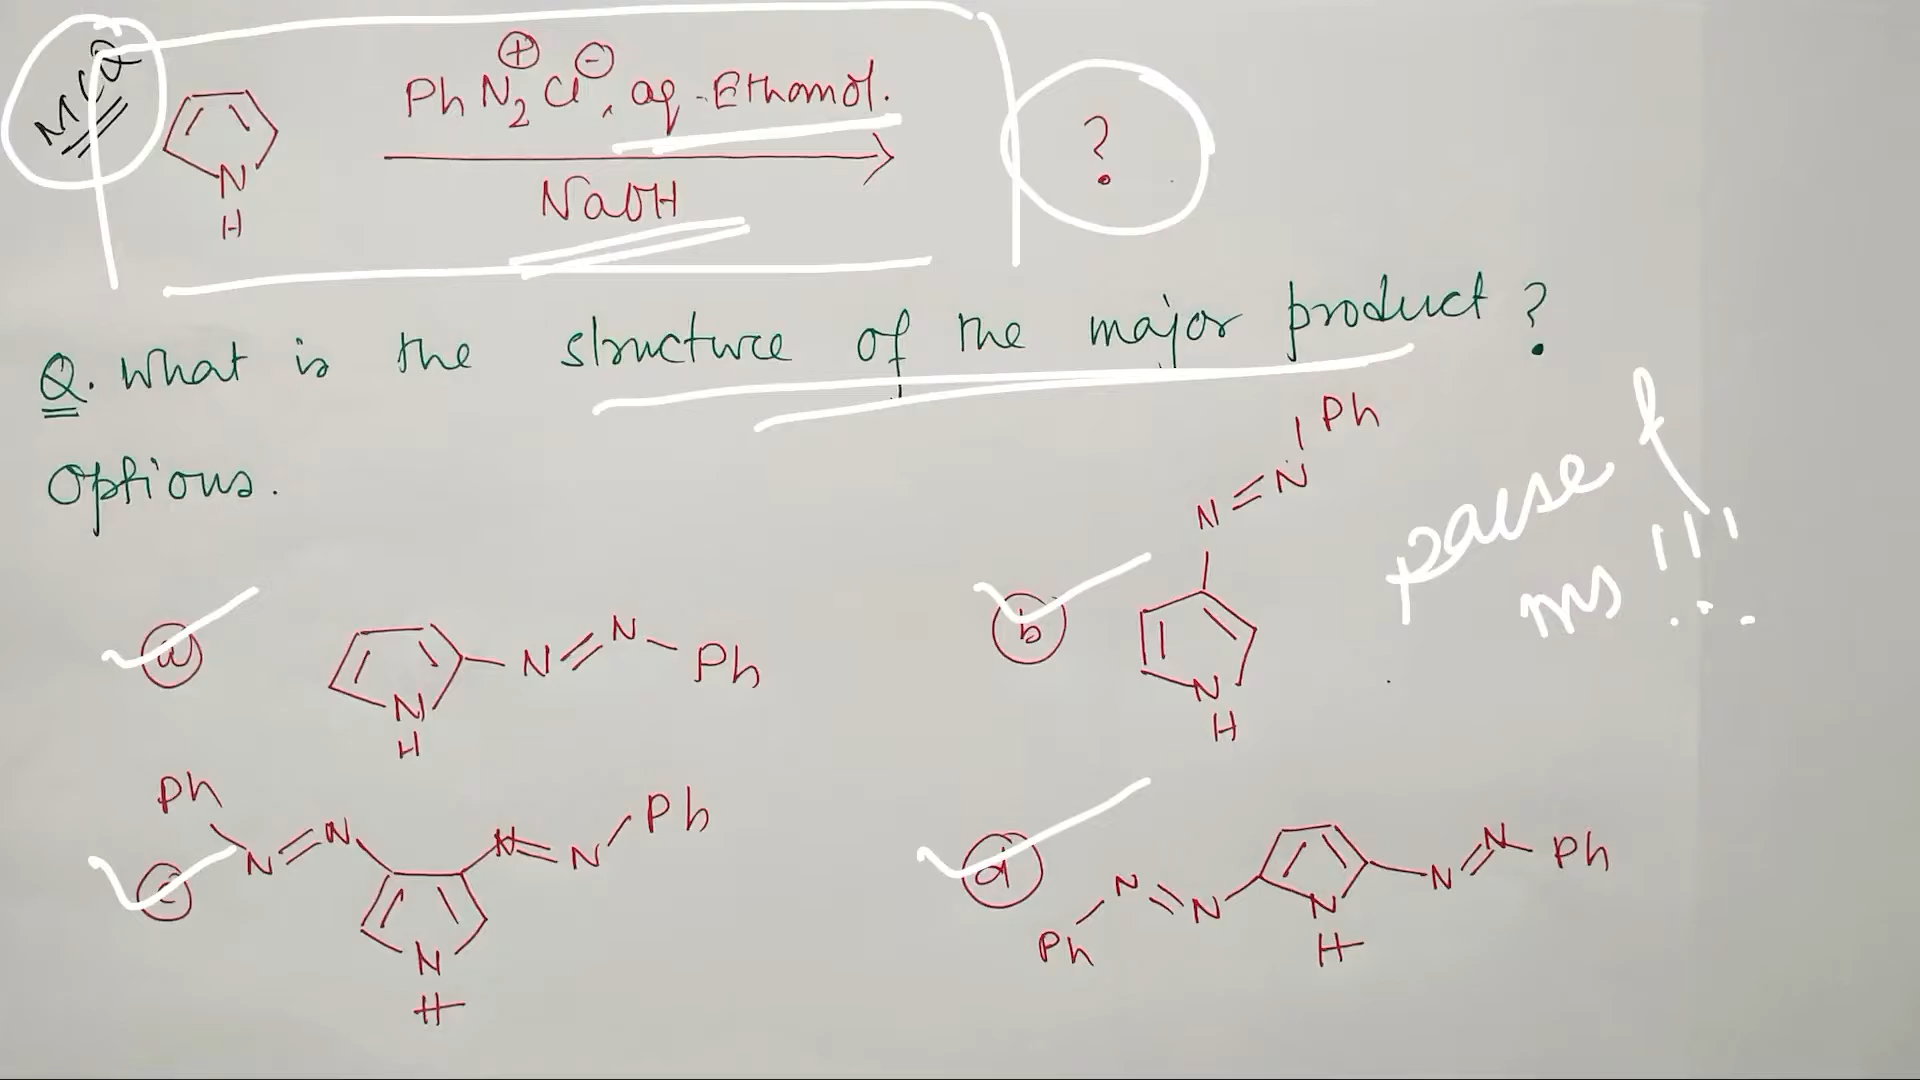 MCQ
PhN₂⊕ Cl⊖, aq. Ethanol.
NaOH
?
N
H
Q. What is the structure of the major product ?
Options.
pause &
ans !!! ...
(a)
N
H
N=N-Ph
(b)
N=N
Ph
N
H
(c)
Ph
N=N
N=N
Ph
N
H
(d)
Ph
N=N
N
H
N=N-Ph